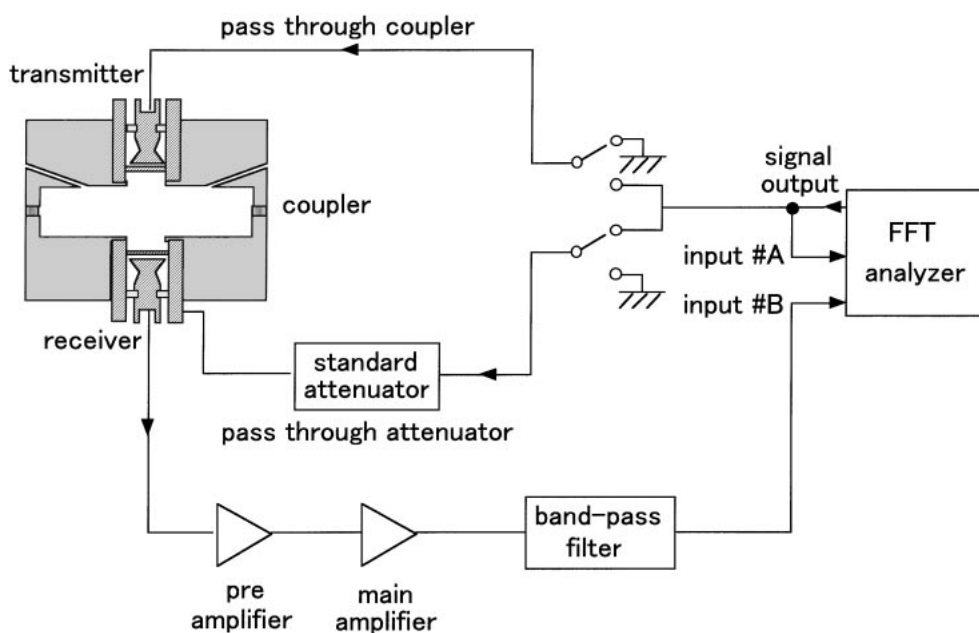 pass through coupler
transmitter
coupler
signal
output
FFT
analyzer
input #A
input #B
receiver
standard
attenuator
pass through attenuator
band-pass
filter
pre
amplifier
main
amplifier